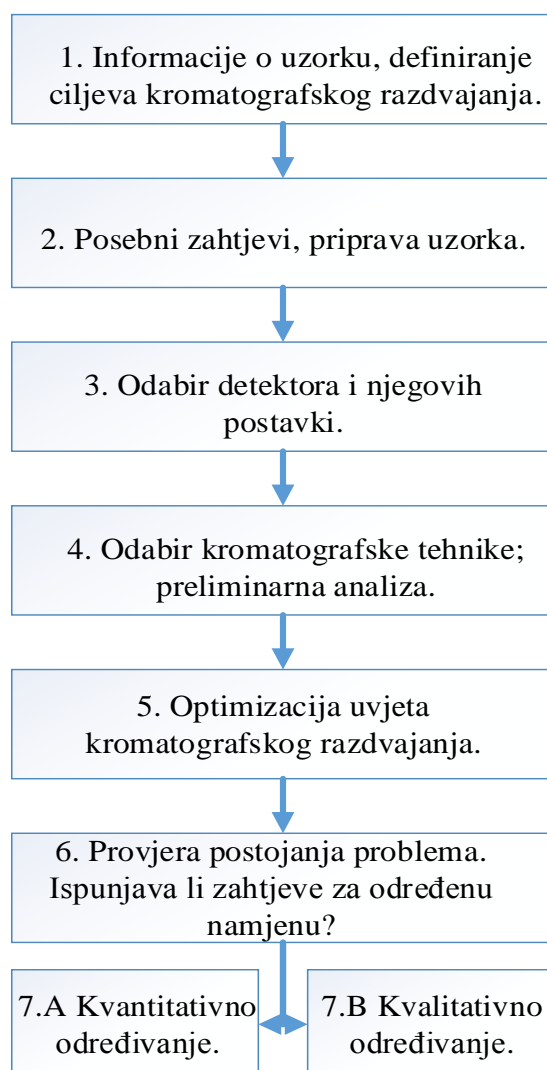 1. Informacije o uzorku, definiranje
ciljeva kromatografskog razdvajanja.
2. Posebni zahtjevi, priprava uzorka.
3. Odabir detektora i njegovih
postavki.
4. Odabir kromatografske tehnike;
preliminarna analiza.
5. Optimizacija uvjeta
kromatografskog razdvajanja.
6. Provjera postojanja problema.
Ispunjava li zahtjeve za određenu
namjenu?
7.A Kvantitativno
određivanje.
7.B Kvalitativno
određivanje.